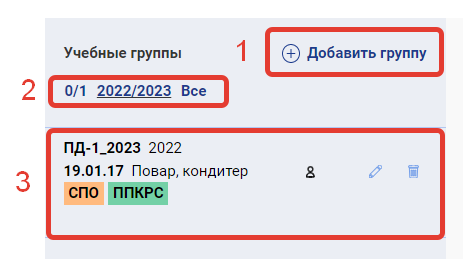 1
Учебные группы
Добавить группу
2
0/1 2022/2023 Все
3
ПД-1_2023 2022
19.01.17 Повар, кондитер
СПО ППКРС